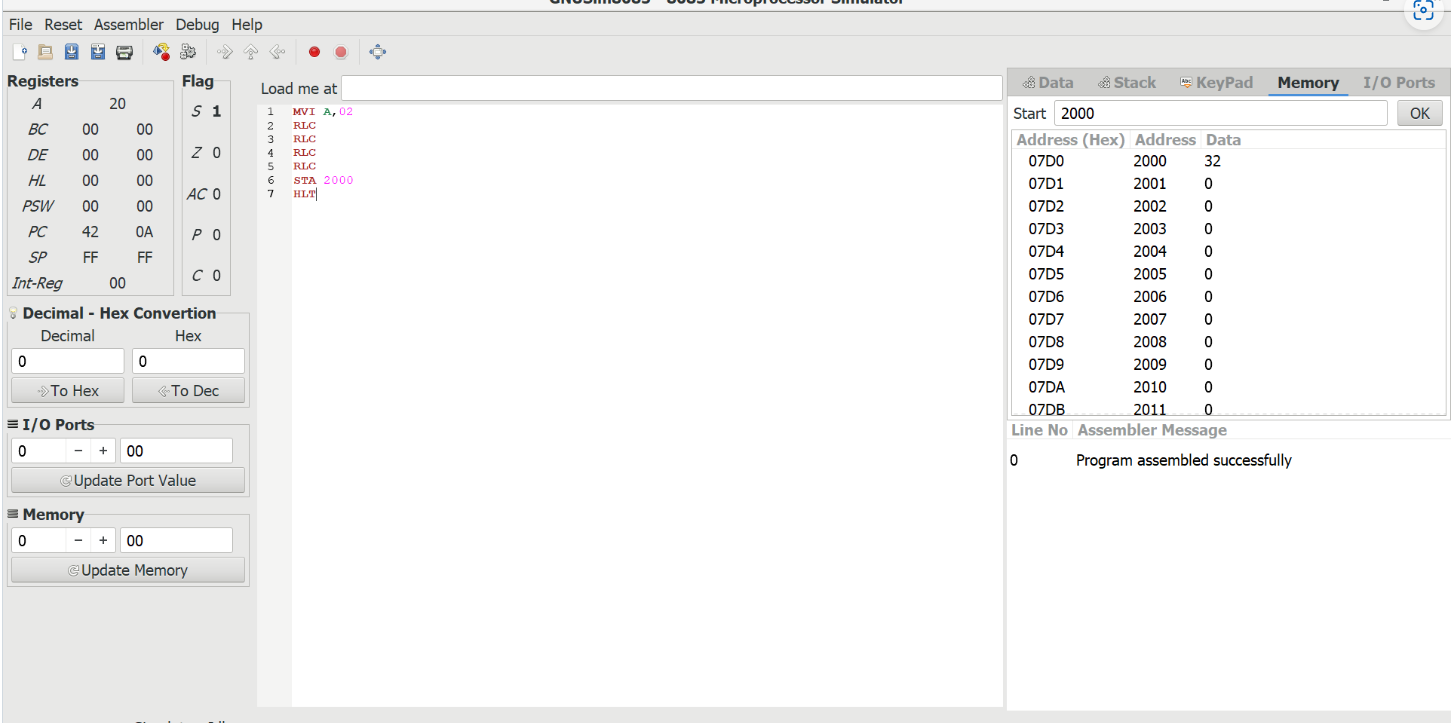 GNUSim8085 - 8085 Microprocessor Simulator
File Reset Assembler Debug Help
Registers
A 20
BC 00 00
DE 00 00
HL 00 00
PSW 00 00
PC 42 0A
SP FF FF
Int-Reg 00
Flag
S 1
Z 0
AC 0
P 0
C 0
Decimal - Hex Convertion
Decimal Hex
0 0
To Hex To Dec
I/O Ports
0 - + 00
Update Port Value
Memory
0 - + 00
Update Memory
Load me at
1 MVI A,02
2 RLC
3 RLC
4 RLC
5 RLC
6 STA 2000
7 HLT
Data Stack KeyPad Memory I/O Ports
Start 2000 OK
Address (Hex) Address Data
07D0 2000 32
07D1 2001 0
07D2 2002 0
07D3 2003 0
07D4 2004 0
07D5 2005 0
07D6 2006 0
07D7 2007 0
07D8 2008 0
07D9 2009 0
07DA 2010 0
07DB 2011 0
Line No Assembler Message
0 Program assembled successfully